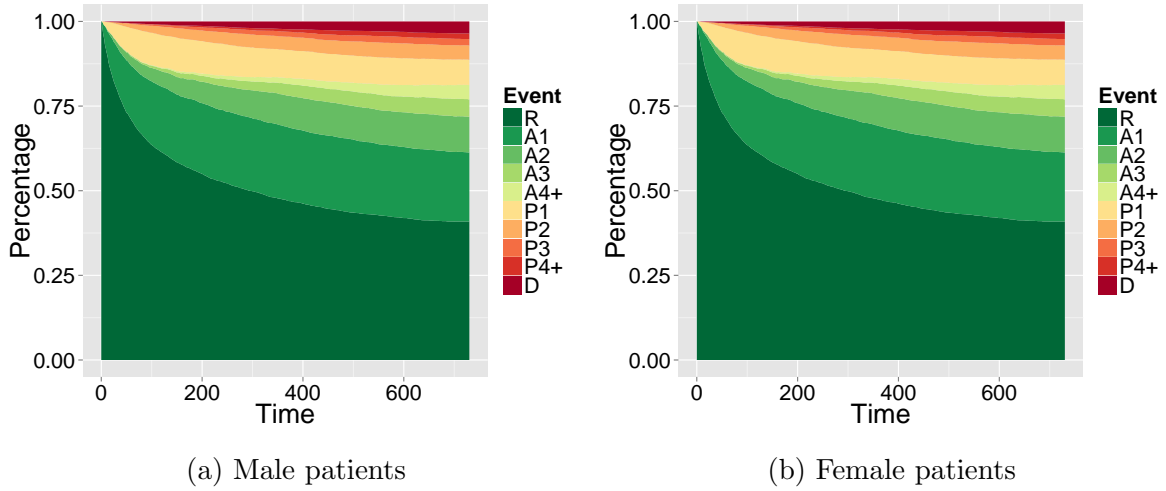 1.00
0.75
0.50
0.25
0.00
Percentage
0
200
400
600
Time
Event
R
A1
A2
A3
A4+
P1
P2
P3
P4+
D
(a) Male patients
1.00
0.75
0.50
0.25
0.00
Percentage
0
200
400
600
Time
Event
R
A1
A2
A3
A4+
P1
P2
P3
P4+
D
(b) Female patients